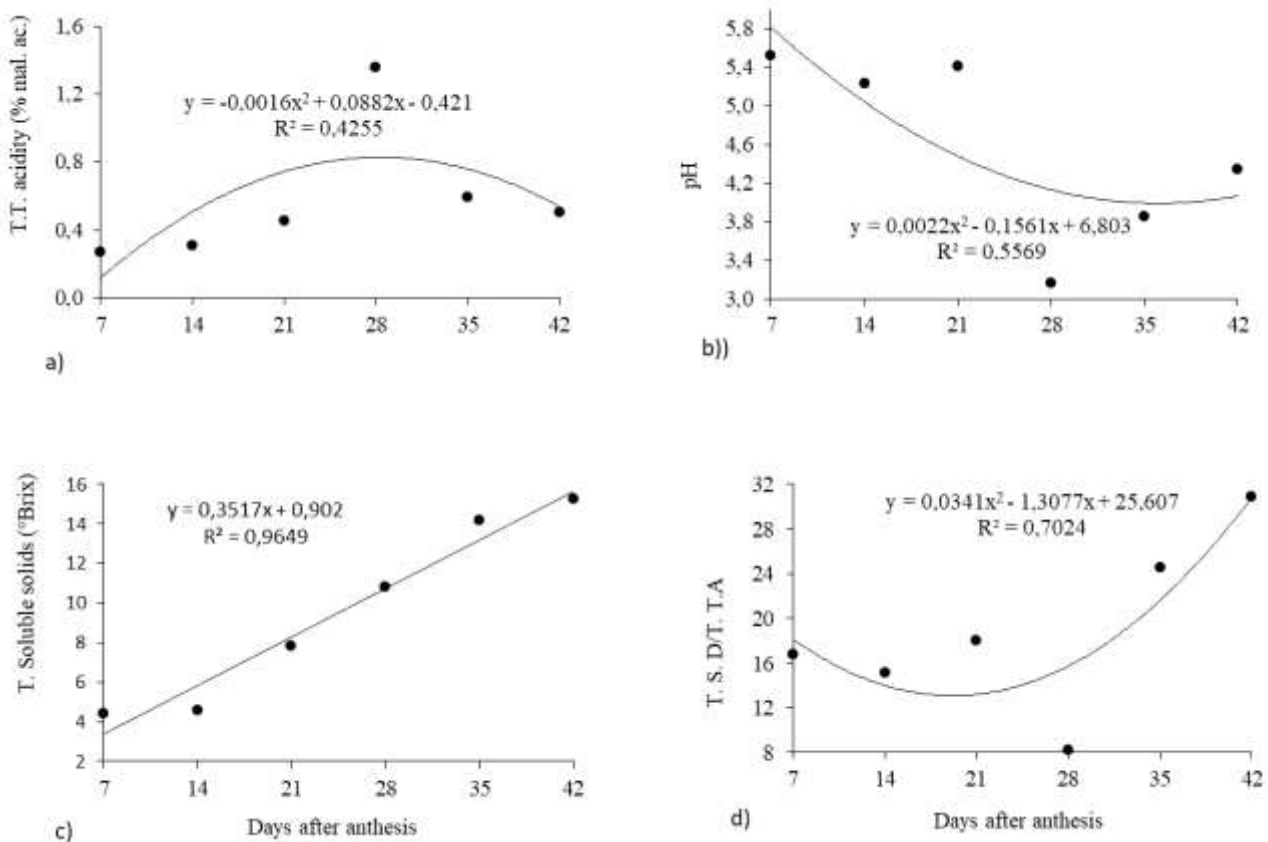 T.T. acidity (% mal. ac.)
1.6
1.2
0.8
0.4
0.0
y = -0,0016x² + 0,0882x - 0,421
R² = 0,4255
7 14 21 28 35 42
a)
pH
5,8
5,4
5,0
4,6
4,2
3,8
3,4
3,0
y = 0,0022x² - 0,1561x + 6,803
R² = 0,5569
7 14 21 28 35 42
b))
T. Soluble solids (°Brix)
16
14
12
10
8
6
4
2
y = 0,3517x + 0,902
R² = 0,9649
7 14 21 28 35 42
Days after anthesis
c)
T. S. D/T. T.A
32
28
24
20
16
12
8
y = 0,0341x² - 1,3077x + 25,607
R² = 0,7024
7 14 21 28 35 42
Days after anthesis
d)